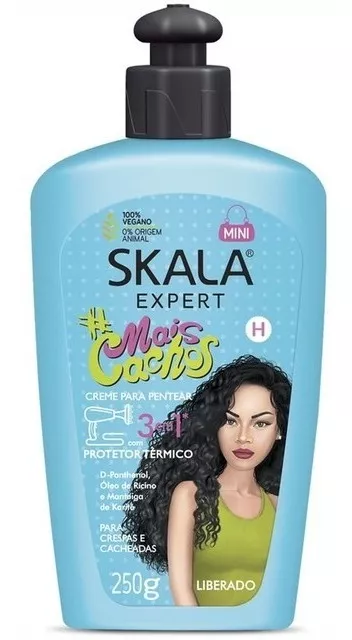 100%
VEGANO
0% ORIGEM
ANIMAL
MINI
SKALA®
EXPERT
#Mais
Cachos
H
CREME PARA PENTEAR
3 em 1*
com
PROTETOR TÉRMICO
D-Panthenol,
Óleo de Rícino
e Manteiga
de Karité
PARA
CRESPAS E
CACHEADAS
250g
LIBERADO